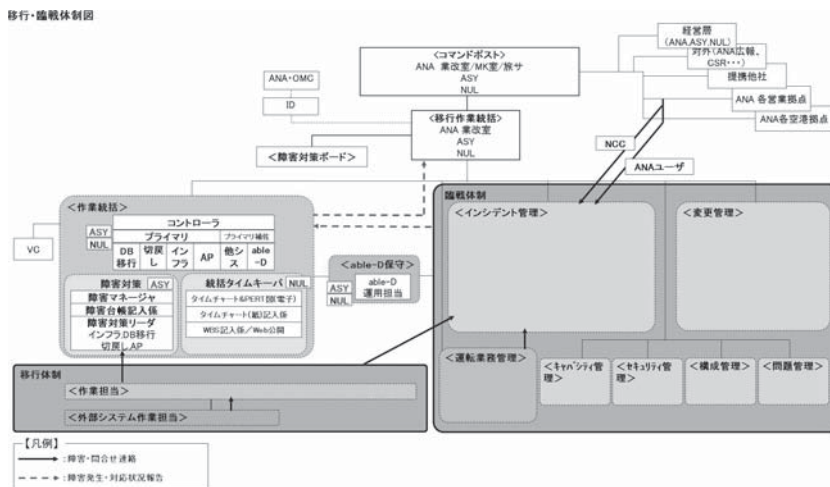 移行・臨戦体制図
経営層
(ANA,ASY,NUL)
対外(ANA広報、
CSR・・・)
提携他社
ANA 各営業拠点
ANA各空港拠点
<コマンドポスト>
ANA 業改室/MK室/旅サ
ASY
NUL
ANA・OMC
ID
<移行作業統括>
ANA 業改室
ASY
NUL
<障害対策ボード>
NCC
ANAユーザ
<作業統括>
コントローラ
ASY
NUL
プライマリ
プライマリ補佐
DB
移行
切戻
し
イン
フラ
AP
他シ
ス
able
-D
VC
障害対策
ASY
障害マネージャ
障害台帳記入係
障害対策リーダ
インフラ,DB移行
切戻し,AP
統括タイムキーパ
NUL
タイムチャート&PERT図(電子)
タイムチャート(紙)記入係
WBS記入係/Web公開
<able-D保守>
ASY
NUL
able-D
運用担当
臨戦体制
<インシデント管理>
<変更管理>
<運転業務管理>
<キャパシティ管
理>
<セキュリティ管
理>
<構成管理>
<問題管理>
移行体制
<作業担当>
<外部システム作業担当>
【凡例】
:障害・問合せ連絡
:障害発生・対応状況報告